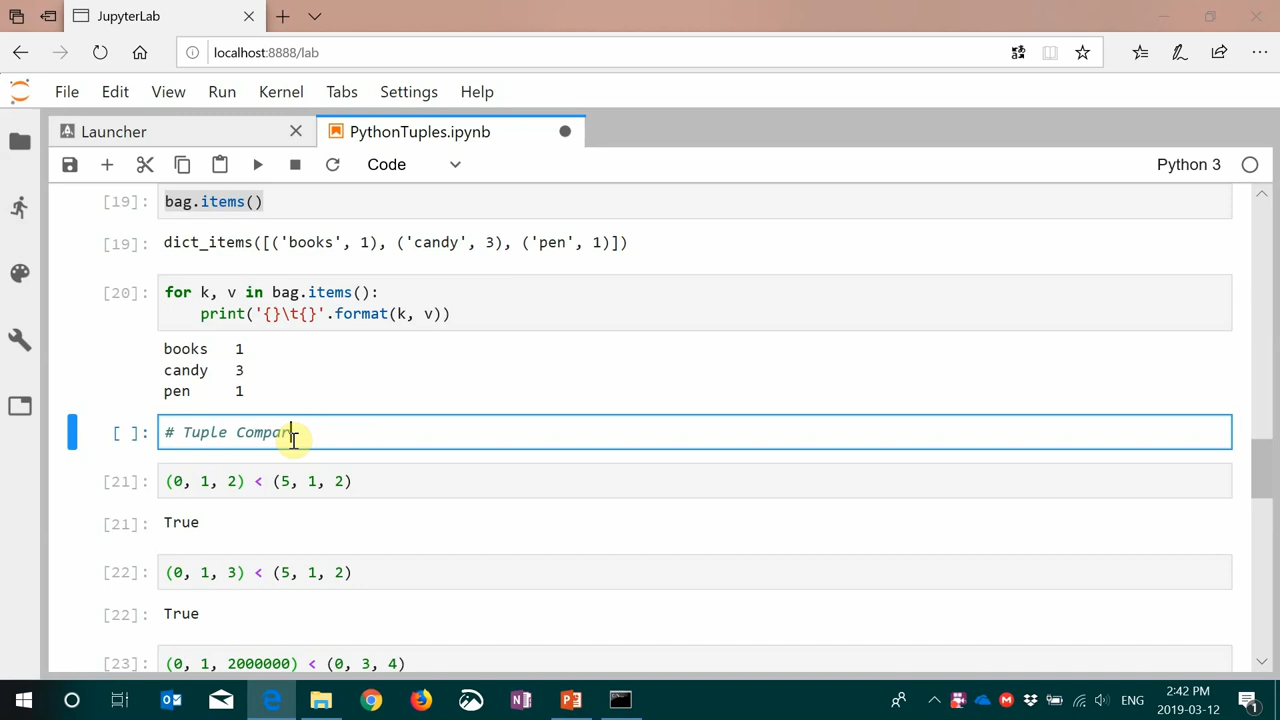 JupyterLab
localhost:8888/lab
File Edit View Run Kernel Tabs Settings Help
Launcher PythonTuples.ipynb
Code Python 3
[19]: bag.items()
[19]: dict_items([('books', 1), ('candy', 3), ('pen', 1)])
[20]: for k, v in bag.items():
print('{}\t{}'.format(k, v))
books 1
candy 3
pen 1
[ ]: # Tuple Compar
[21]: (0, 1, 2) < (5, 1, 2)
[21]: True
[22]: (0, 1, 3) < (5, 1, 2)
[22]: True
[23]: (0, 1, 2000000) < (0, 3, 4)
ENG 2:42 PM
2019-03-12 1